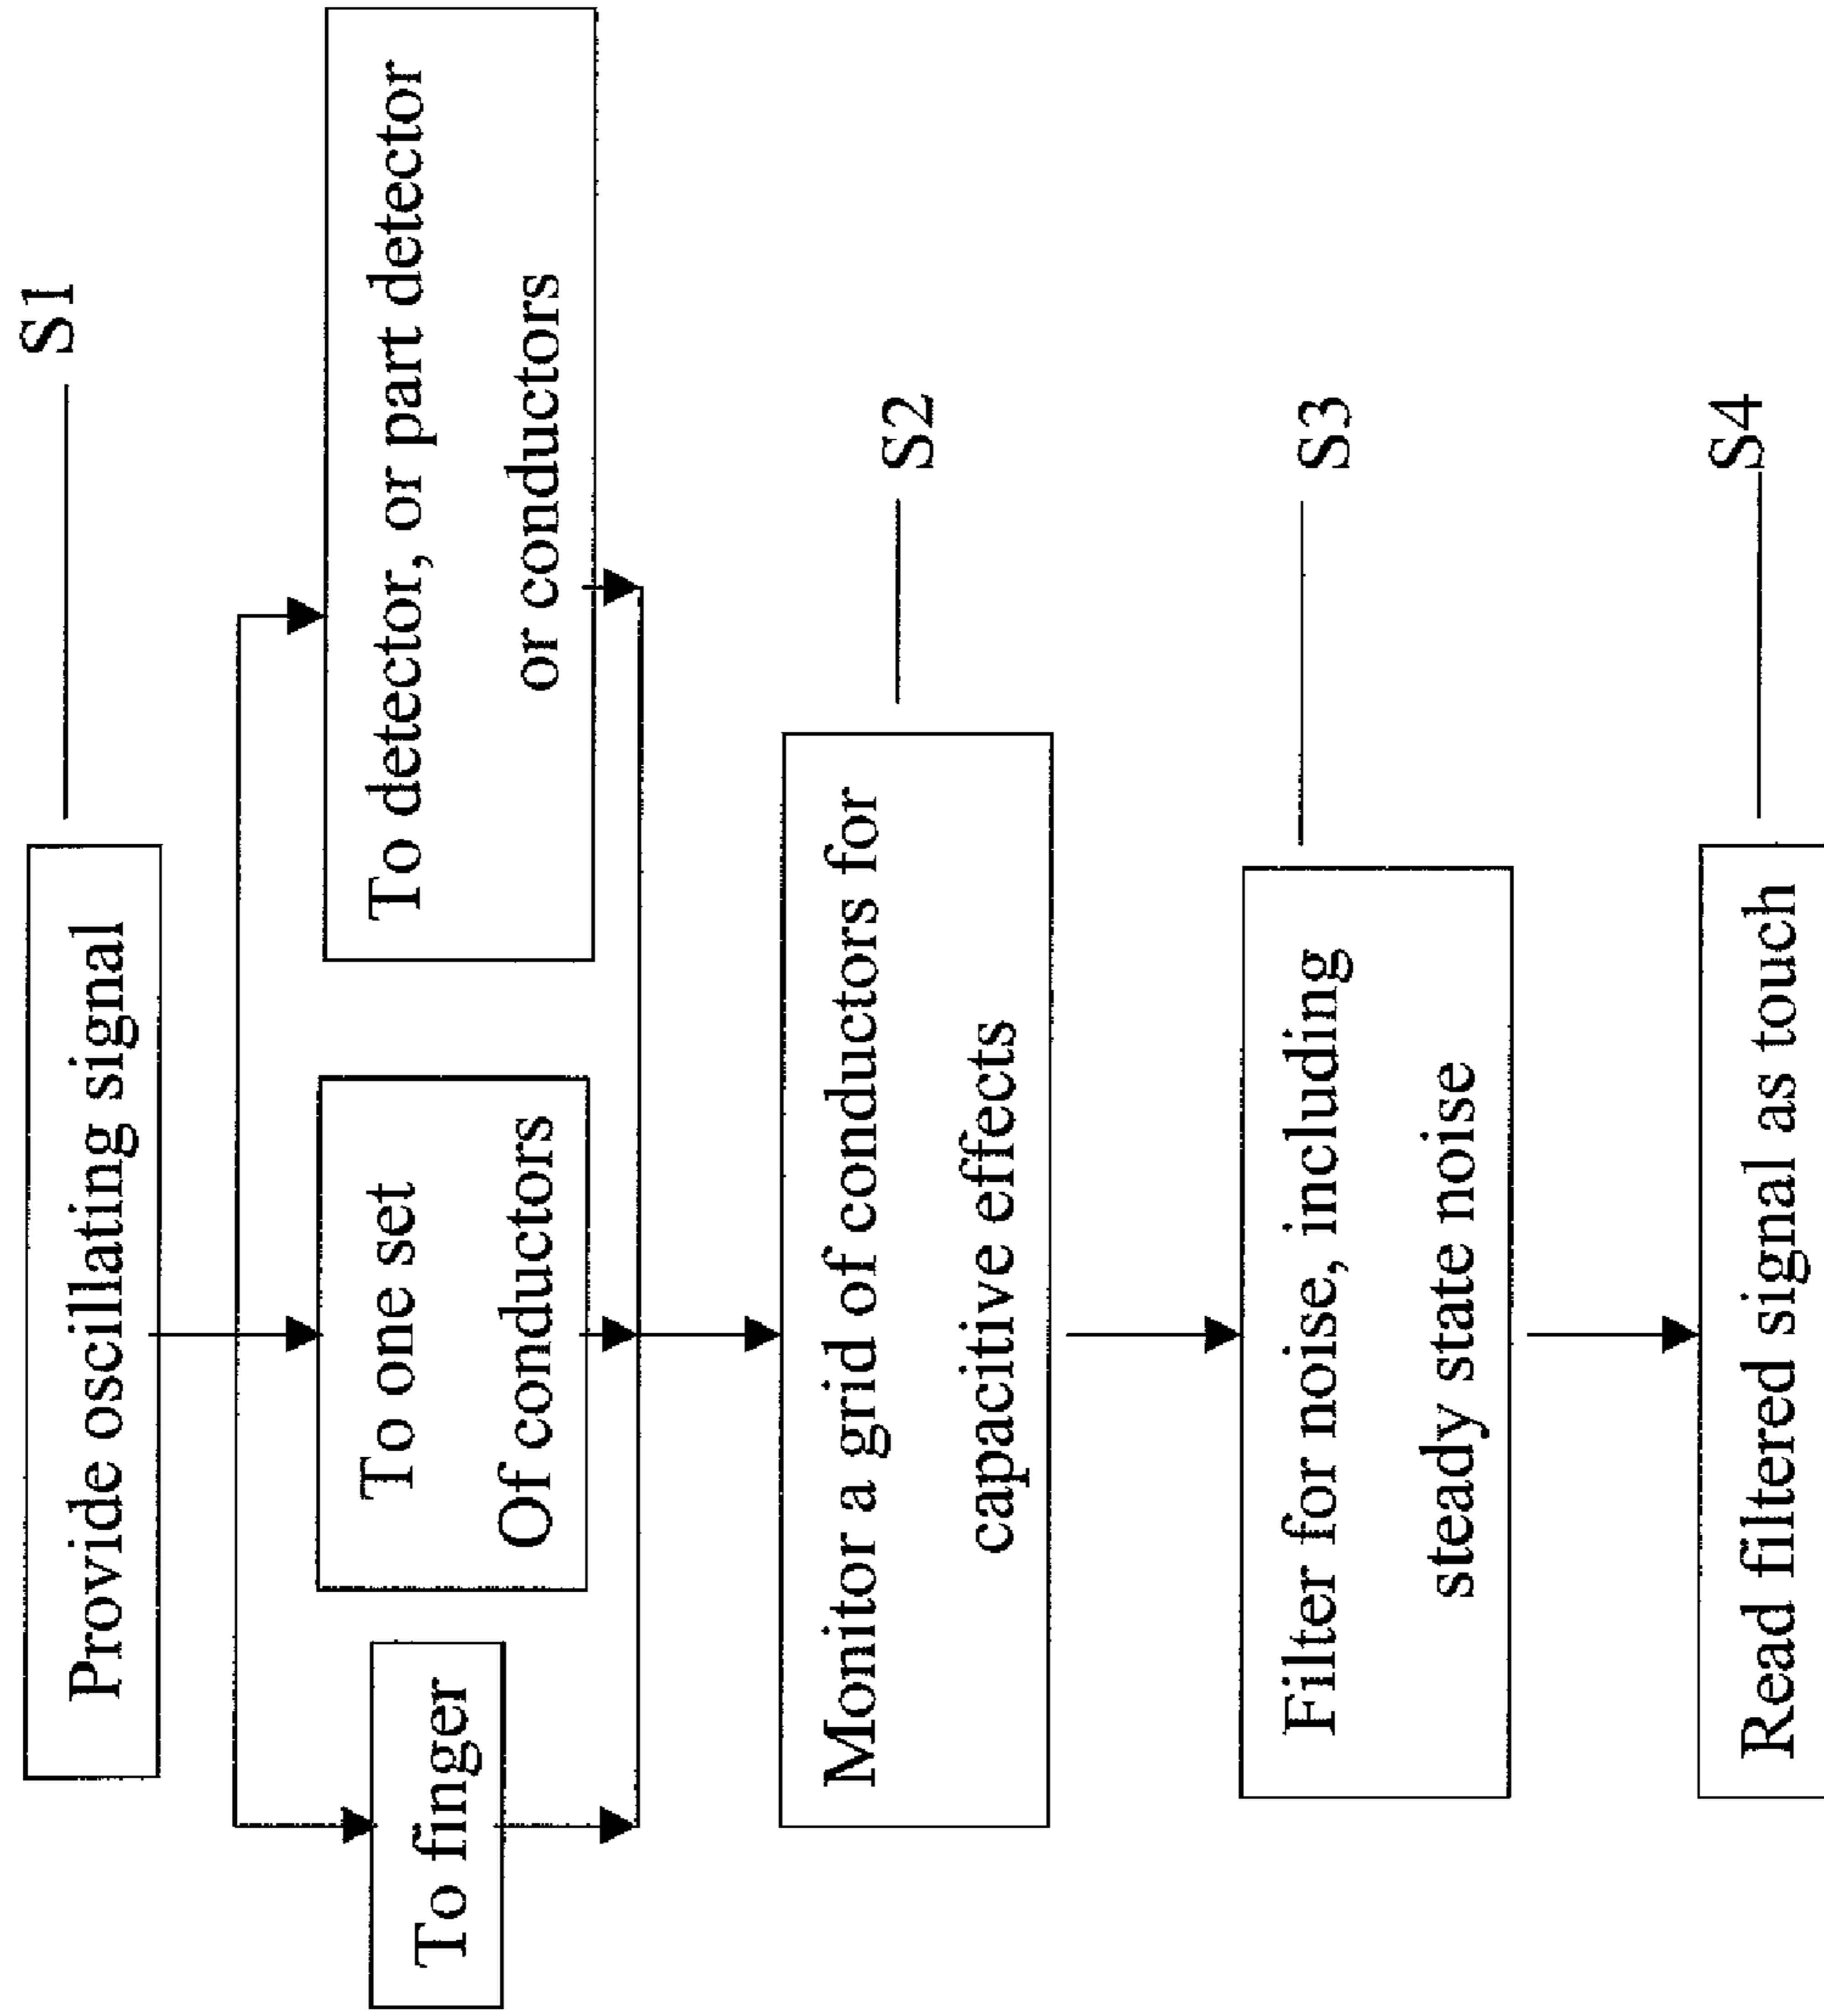 Provide oscillating signal
S1
To finger
To one set
Of conductors
To detector, or part detector
or conductors
Monitor a grid of conductors for
capacitive effects
S2
Filter for noise, including
steady state noise
S3
Read filtered signal as touch
S4